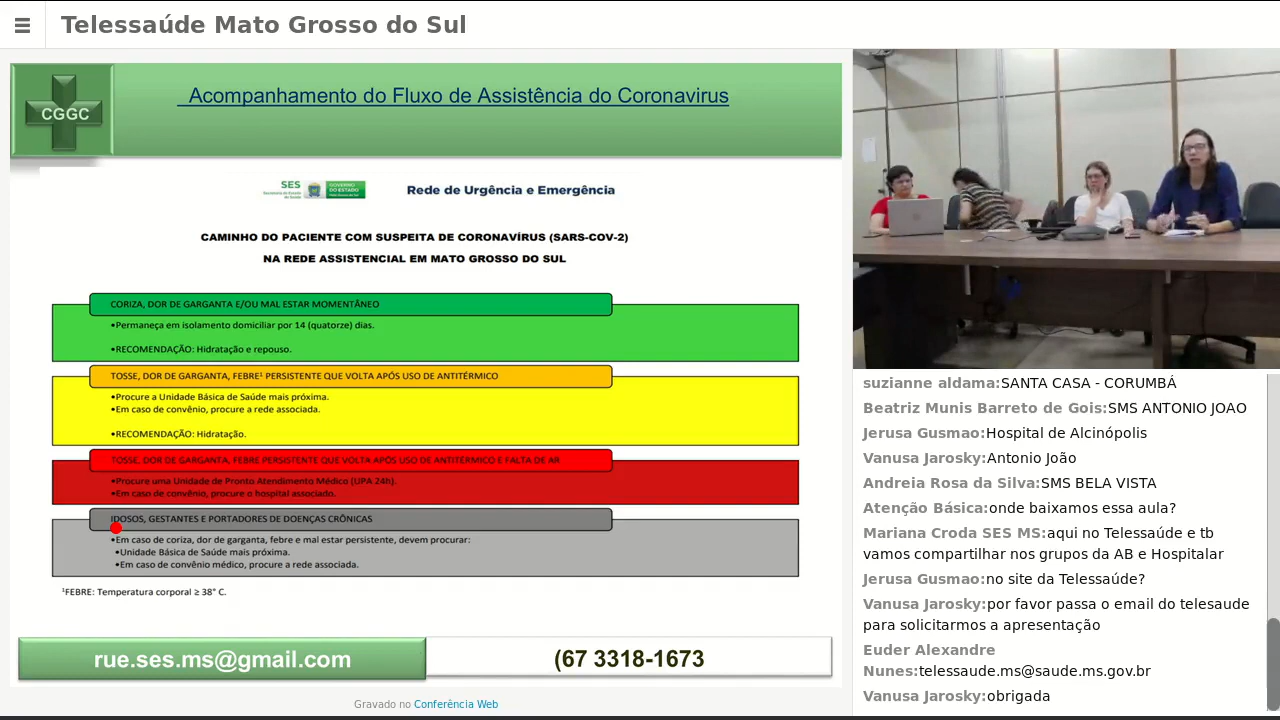 Telessaúde Mato Grosso do Sul
CGGC
Acompanhamento do Fluxo de Assistência do Coronavirus
SES
Secretaria de Estado de Saúde
GOVERNO DO ESTADO
Rede de Urgência e Emergência
CAMINHO DO PACIENTE COM SUSPEITA DE CORONAVÍRUS (SARS-COV-2)
NA REDE ASSISTENCIAL EM MATO GROSSO DO SUL
CORIZA, DOR DE GARGANTA E/OU MAL ESTAR MOMENTÂNEO
•Permaneça em isolamento domiciliar por 14 (quatorze) dias.
•RECOMENDAÇÃO: Hidratação e repouso.
TOSSE, DOR DE GARGANTA, FEBRE¹ PERSISTENTE QUE VOLTA APÓS USO DE ANTITÉRMICO
•Procure a Unidade Básica de Saúde mais próxima.
•Em caso de convênio, procure a rede associada.
•RECOMENDAÇÃO: Hidratação.
TOSSE, DOR DE GARGANTA, FEBRE PERSISTENTE QUE VOLTA APÓS USO DE ANTITÉRMICO E FALTA DE AR
•Procure uma Unidade de Pronto Atendimento Médico (UPA 24h).
•Em caso de convênio, procure o hospital associado.
IDOSOS, GESTANTES E PORTADORES DE DOENÇAS CRÔNICAS
•Em caso de coriza, dor de garganta, febre e mal estar persistente, devem procurar:
•Unidade Básica de Saúde mais próxima.
•Em caso de convênio médico, procure a rede associada.
¹FEBRE: Temperatura corporal ≥ 38° C.
rue.ses.ms@gmail.com
(67 3318-1673
Gravado no Conferência Web
suzianne aldama:SANTA CASA - CORUMBÁ
Beatriz Munis Barreto de Gois:SMS ANTONIO JOAO
Jerusa Gusmao:Hospital de Alcinópolis
Vanusa Jarosky:Antonio João
Andreia Rosa da Silva:SMS BELA VISTA
Atenção Básica:onde baixamos essa aula?
Mariana Croda SES MS:aqui no Telessaúde e tb
vamos compartilhar nos grupos da AB e Hospitalar
Jerusa Gusmao:no site da Telessaúde?
Vanusa Jarosky:por favor passa o email do telesaude
para solicitarmos a apresentação
Euder Alexandre
Nunes:telessaude.ms@saude.ms.gov.br
Vanusa Jarosky:obrigada